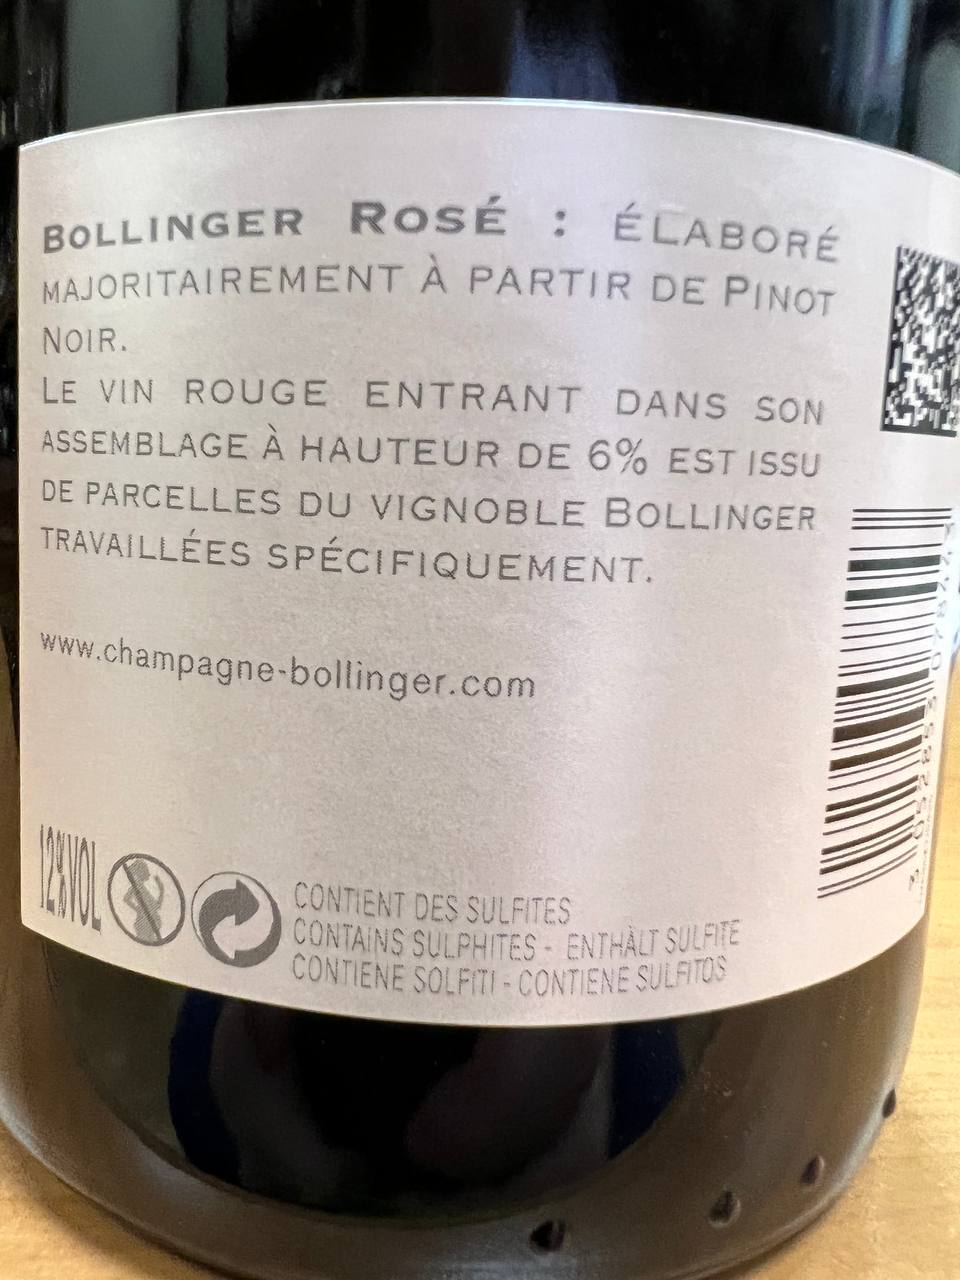 BOLLINGER ROSÉ : ÉLABORÉ
MAJORITAIREMENT À PARTIR DE PINOT
NOIR.
LE VIN ROUGE ENTRANT DANS SON
ASSEMBLAGE À HAUTEUR DE 6% EST ISSU
DE PARCELLES DU VIGNOBLE BOLLINGER
TRAVAILLÉES SPÉCIFIQUEMENT.
www.champagne-bollinger.com
12%VOL
CONTIENT DES SULFITES
CONTAINS SULPHITES - ENTHÀLT SULFITE
CONTIENE SOLFITI - CONTIENE SULFITOS